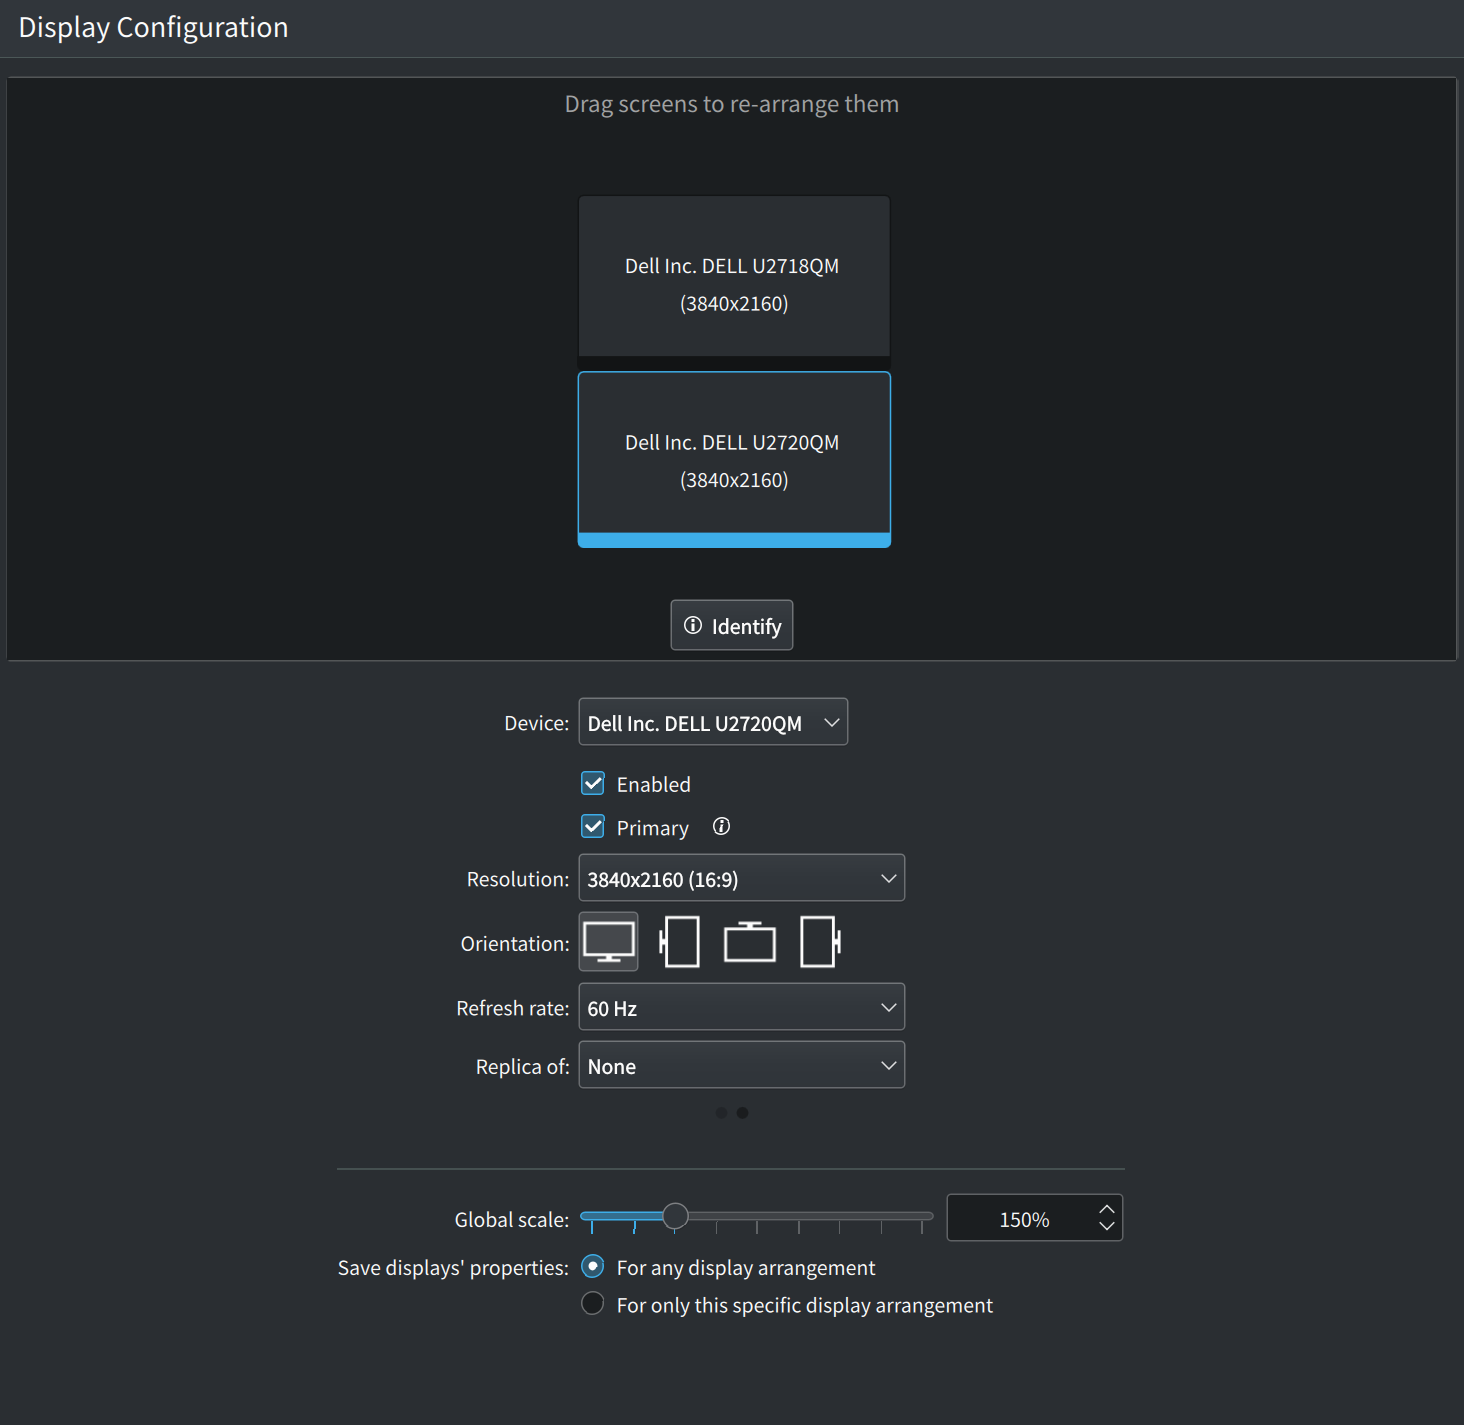 Display Configuration
Drag screens to re-arrange them
Dell Inc. DELL U2718QM
(3840x2160)
Dell Inc. DELL U2720QM
(3840x2160)
Identify
Device: Dell Inc. DELL U2720QM
Enabled
Primary
Resolution: 3840x2160 (16:9)
Orientation:
Refresh rate: 60 Hz
Replica of: None
Global scale: 150%
Save displays' properties: For any display arrangement
For only this specific display arrangement